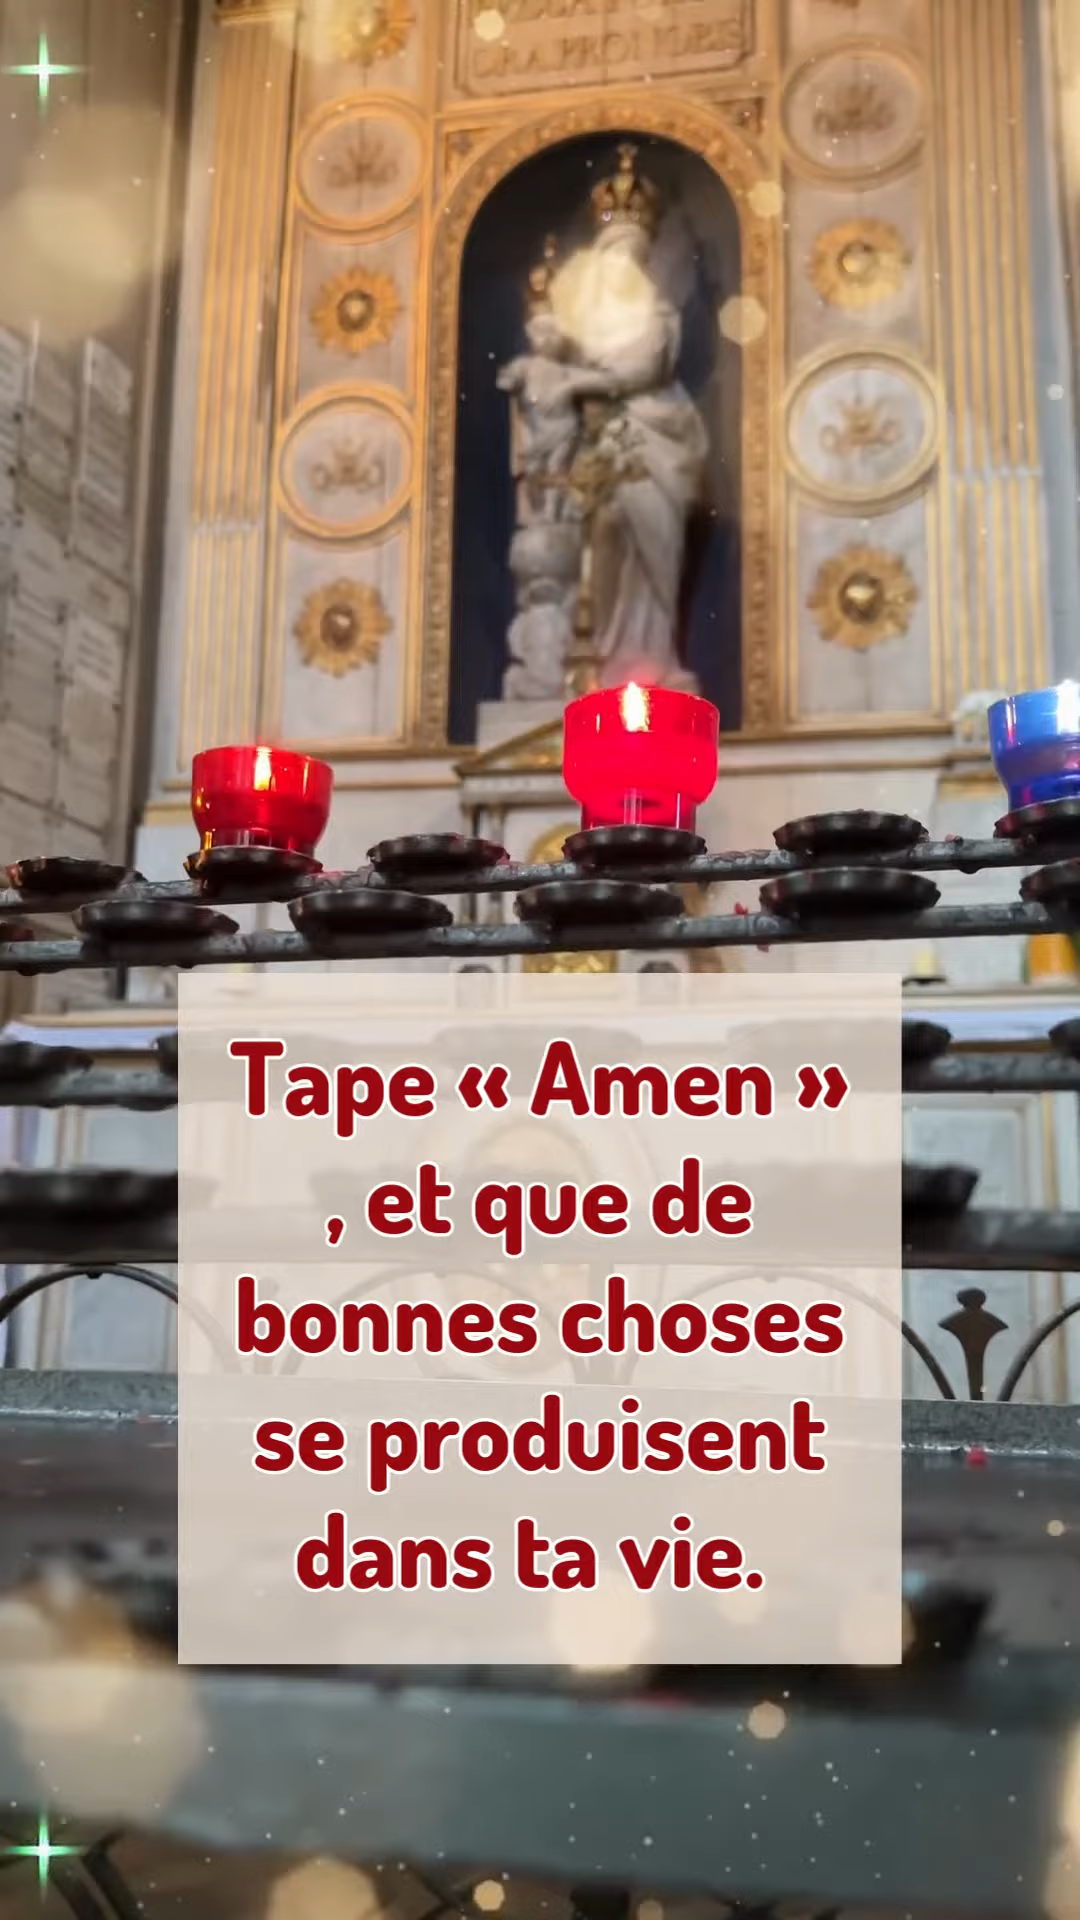 Tape « Amen »
, et que de
bonnes choses
se produisent
dans ta vie.